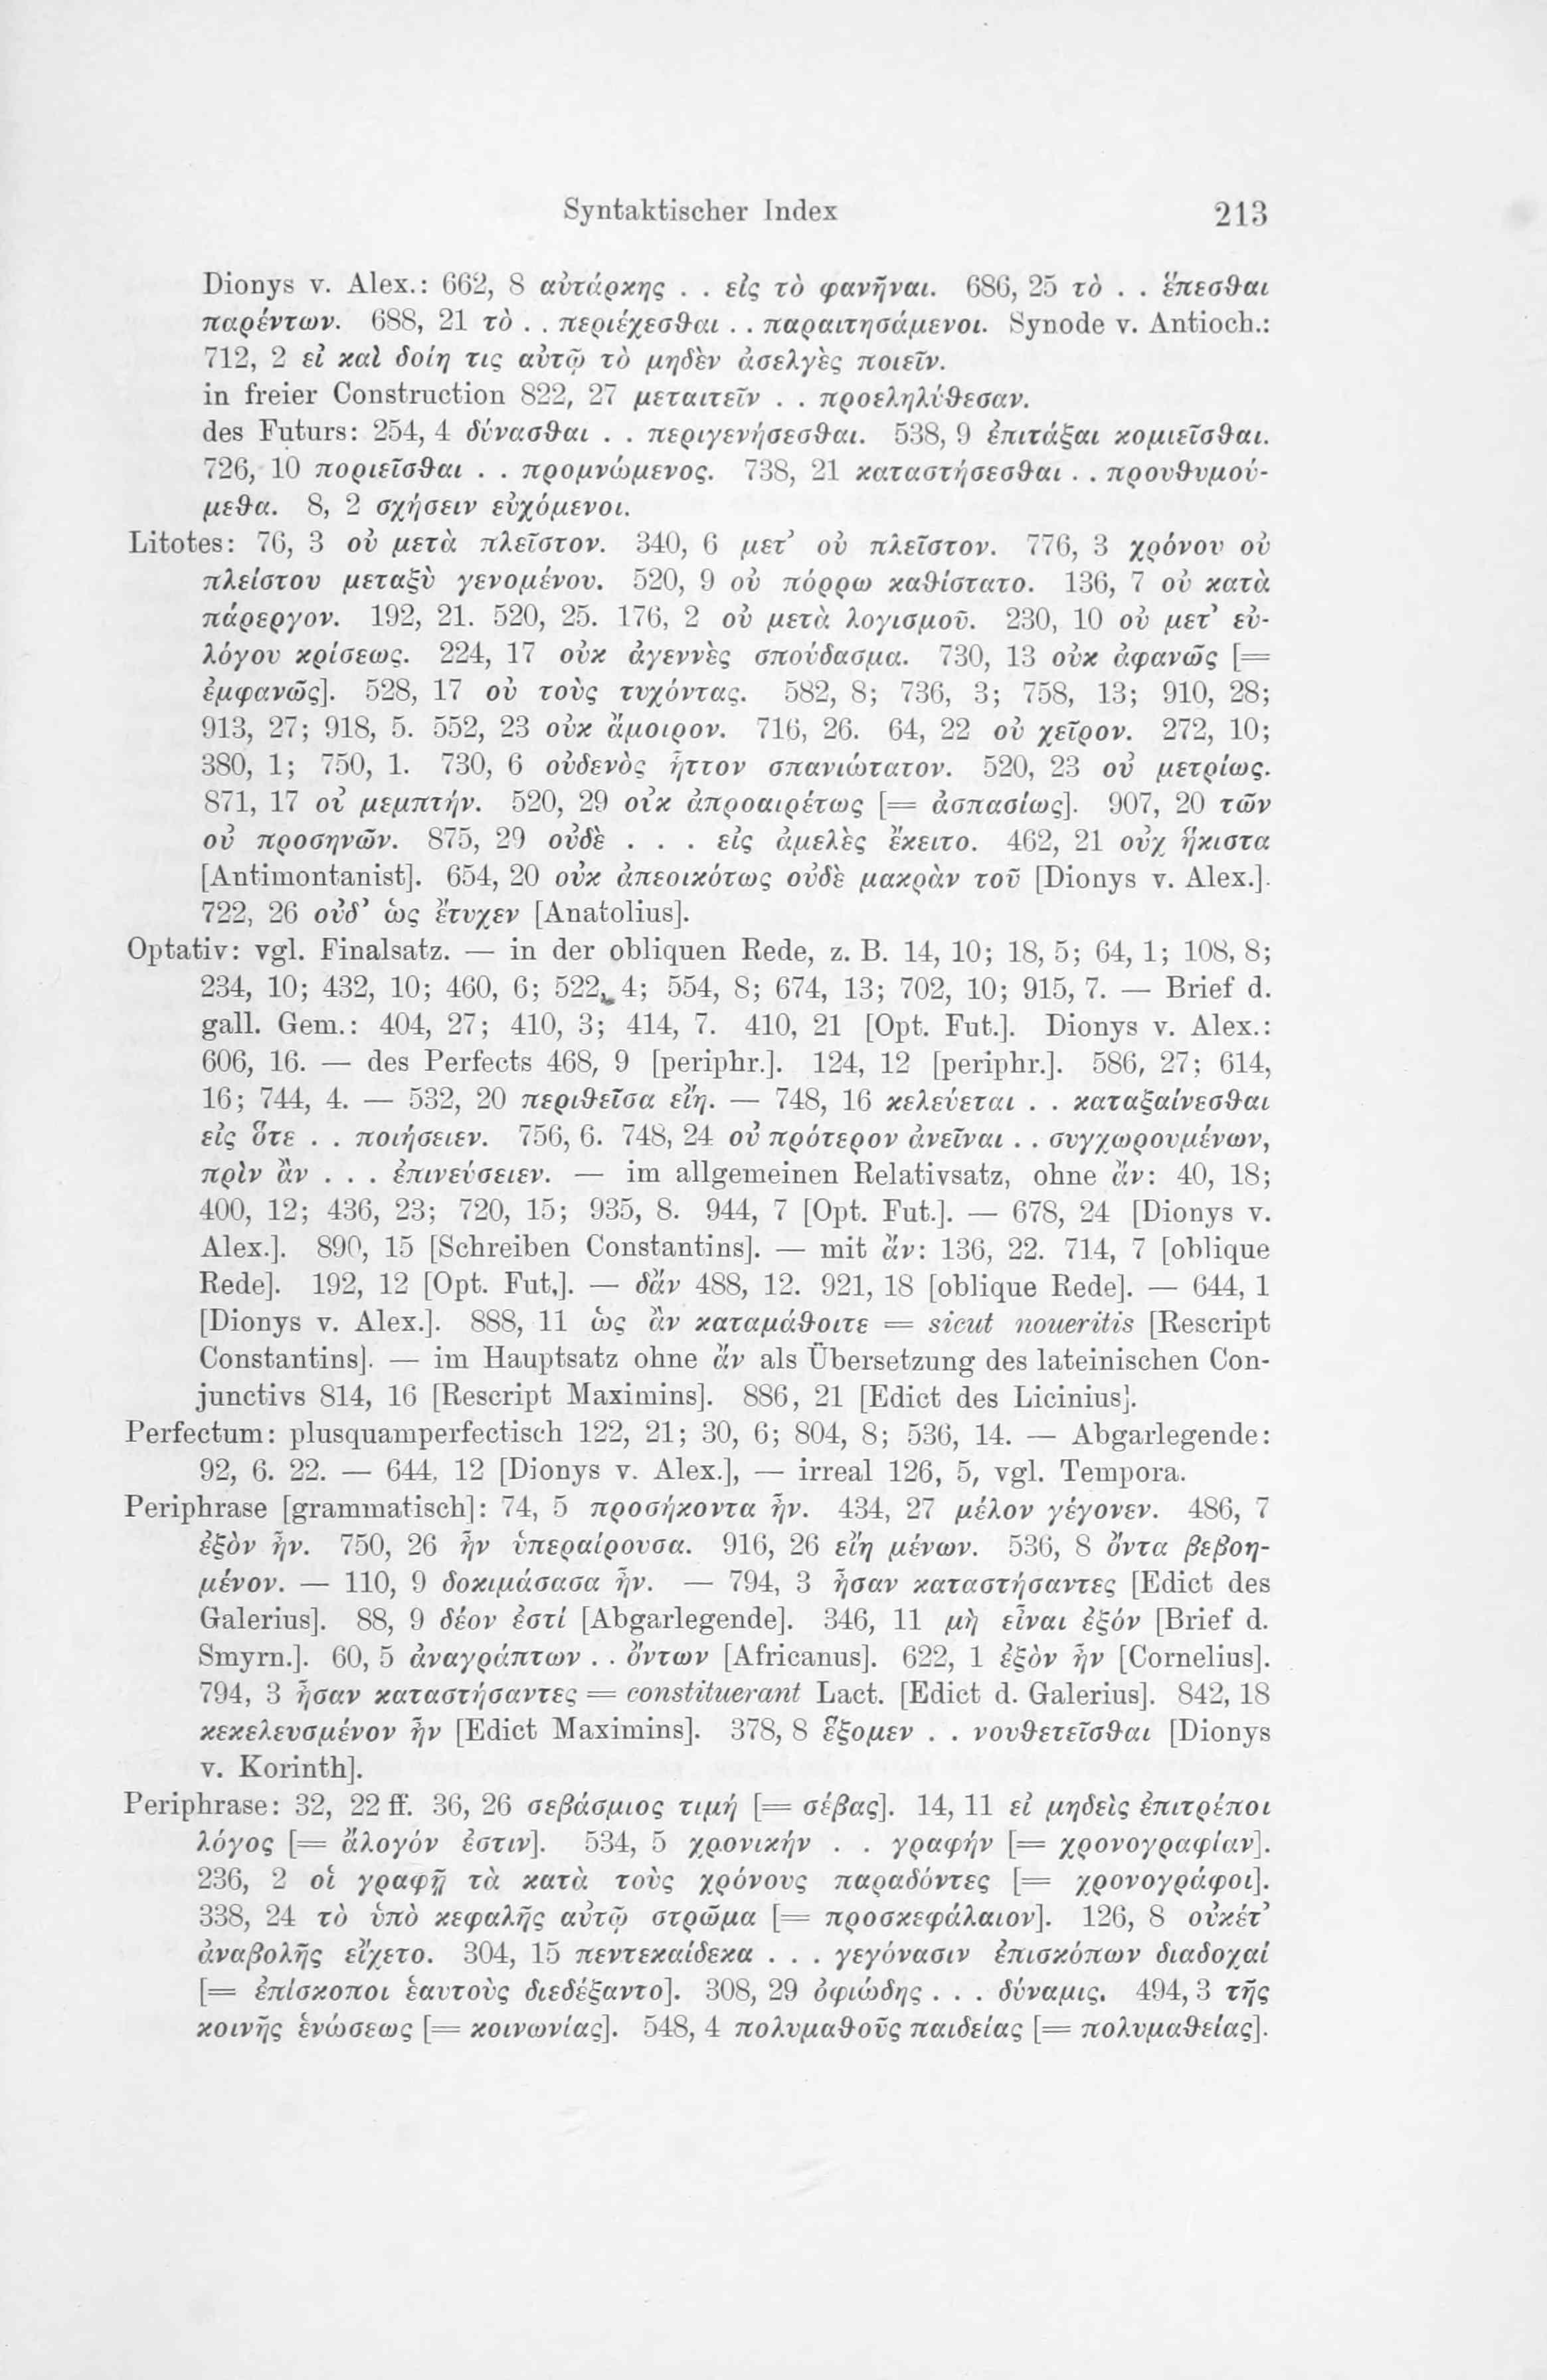 Syntaktischer Index 213
Dionys v. Alex.: 662, 8 αὐτάρκης . . εἰς τὸ φανῆναι. 686, 25 τὸ . . ἕπεσθαι
παρέντων. 688, 21 τὸ . . περιέχεσθαι . . παραιτησάμενοι. Synode v. Antioch.:
712, 2 εἰ καὶ δοίη τις αὐτῷ τὸ μηδὲν ἀσελγὲς ποιεῖν.
in freier Construction 822, 27 μεταιτεῖν . . προεληλύθεσαν.
des Futurs: 254, 4 δύνασθαι . . περιγενήσεσθαι. 538, 9 ἐπιτάξαι κομιεῖσθαι.
726, 10 ποριεῖσθαι . . προμνώμενος. 738, 21 καταστήσεσθαι . . προυθυμού-
μεθα. 8, 2 σχήσειν εὐχόμενοι.
Litotes: 76, 3 οὐ μετὰ πλεῖστον. 340, 6 μετ’ οὐ πλεῖστον. 776, 3 χρόνου οὐ
πλείστου μεταξὺ γενομένου. 520, 9 οὐ πόρρω καθίστατο. 136, 7 οὐ κατὰ
πάρεργον. 192, 21. 520, 25. 176, 2 οὐ μετὰ λογισμοῦ. 230, 10 οὐ μετ’ εὐ-
λόγου κρίσεως. 224, 17 οὐκ ἀγεννὲς σπούδασμα. 730, 13 οὐκ ἀφανῶς [=
ἐμφανῶς]. 528, 17 οὐ τοὺς τυχόντας. 582, 8; 736, 3; 758, 13; 910, 28;
913, 27; 918, 5. 552, 23 οὐκ ἄμοιρον. 716, 26. 64, 22 οὐ χεῖρον. 272, 10;
380, 1; 750, 1. 730, 6 οὐδενὸς ἧττον σπανιώτατον. 520, 23 οὐ μετρίως.
871, 17 οὐ μεμπτήν. 520, 29 οὐκ ἀπροαιρέτως [= ἀσπασίως]. 907, 20 τῶν
οὐ προσηνῶν. 875, 29 οὐδὲ . . . εἰς ἀμελὲς ἔκειτο. 462, 21 οὐχ ἥκιστα
[Antimontanist]. 654, 20 οὐκ ἀπεοικότως οὐδὲ μακρὰν τοῦ [Dionys v. Alex.].
722, 26 οὐδ’ ὡς ἔτυχεν [Anatolius].
Optativ: vgl. Finalsatz. — in der obliquen Rede, z. B. 14, 10; 18, 5; 64, 1; 108, 8;
234, 10; 432, 10; 460, 6; 522, 4; 554, 8; 674, 13; 702, 10; 915, 7. — Brief d.
gall. Gem.: 404, 27; 410, 3; 414, 7. 410, 21 [Opt. Fut.]. Dionys v. Alex.:
606, 16. — des Perfects 468, 9 [periphr.]. 124, 12 [periphr.]. 586, 27; 614,
16; 744, 4. — 532, 20 περιθεῖσα εἴη. — 748, 16 κελεύεται . . καταξαίνεσθαι
εἰς ὅτε . . ποιήσειεν. 756, 6. 748, 24 οὐ πρότερον ἀνεῖναι . . συγχωρουμένων,
πρὶν ἂν . . . ἐπινεύσειεν. — im allgemeinen Relativsatz, ohne ἄν: 40, 18;
400, 12; 436, 23; 720, 15; 935, 8. 944, 7 [Opt. Fut.]. — 678, 24 [Dionys v.
Alex.]. 890, 15 [Schreiben Constantins]. — mit ἄν: 136, 22. 714, 7 [oblique
Rede]. 192, 12 [Opt. Fut.]. — δἄν 488, 12. 921, 18 [oblique Rede]. — 644, 1
[Dionys v. Alex.]. 888, 11 ὡς ἂν καταμάθοιτε = sicut noueritis [Rescript
Constantins]. — im Hauptsatz ohne ἄν als Übersetzung des lateinischen Con-
junctivs 814, 16 [Rescript Maximins]. 886, 21 [Edict des Licinius].
Perfectum: plusquamperfectisch 122, 21; 30, 6; 804, 8; 536, 14. — Abgarlegende:
92, 6. 22. — 644, 12 [Dionys v. Alex.], — irreal 126, 5, vgl. Tempora.
Periphrase [grammatisch]: 74, 5 προσήκοντα ἦν. 434, 27 μέλον γέγονεν. 486, 7
ἐξὸν ἦν. 750, 26 ἦν ὑπεραίρουσα. 916, 26 εἴη μένων. 536, 8 ὄντα βεβοη-
μένον. — 110, 9 δοκιμάσασα ἦν. — 794, 3 ἦσαν καταστήσαντες [Edict des
Galerius]. 88, 9 δέον ἐστί [Abgarlegende]. 346, 11 μὴ εἶναι ἐξόν [Brief d.
Smyrn.]. 60, 5 ἀναγράπτων . . ὄντων [Africanus]. 622, 1 ἐξὸν ἦν [Cornelius].
794, 3 ἦσαν καταστήσαντες = constituerant Lact. [Edict d. Galerius]. 842, 18
κεκελευσμένον ἦν [Edict Maximins]. 378, 8 ἕξομεν . . νουθετεῖσθαι [Dionys
v. Korinth].
Periphrase: 32, 22 ff. 36, 26 σεβάσμιος τιμή [= σέβας]. 14, 11 εἰ μηδεὶς ἐπιτρέποι
λόγος [= ἄλογόν ἐστιν]. 534, 5 χρονικήν . . γραφήν [= χρονογραφίαν].
236, 2 οἱ γραφῇ τὰ κατὰ τοὺς χρόνους παραδόντες [= χρονογράφοι].
338, 24 τὸ ὑπὸ κεφαλῆς αὐτῷ στρῶμα [= προσκεφάλαιον]. 126, 8 οὐκέτ’
ἀναβολῆς εἴχετο. 304, 15 πεντεκαίδεκα . . . γεγόνασιν ἐπισκόπων διαδοχαί
[= ἐπίσκοποι ἑαυτοὺς διεδέξαντο]. 308, 29 ὀφιώδης . . . δύναμις. 494, 3 τῆς
κοινῆς ἑνώσεως [= κοινωνίας]. 548, 4 πολυμαθοῦς παιδείας [= πολυμαθείας].